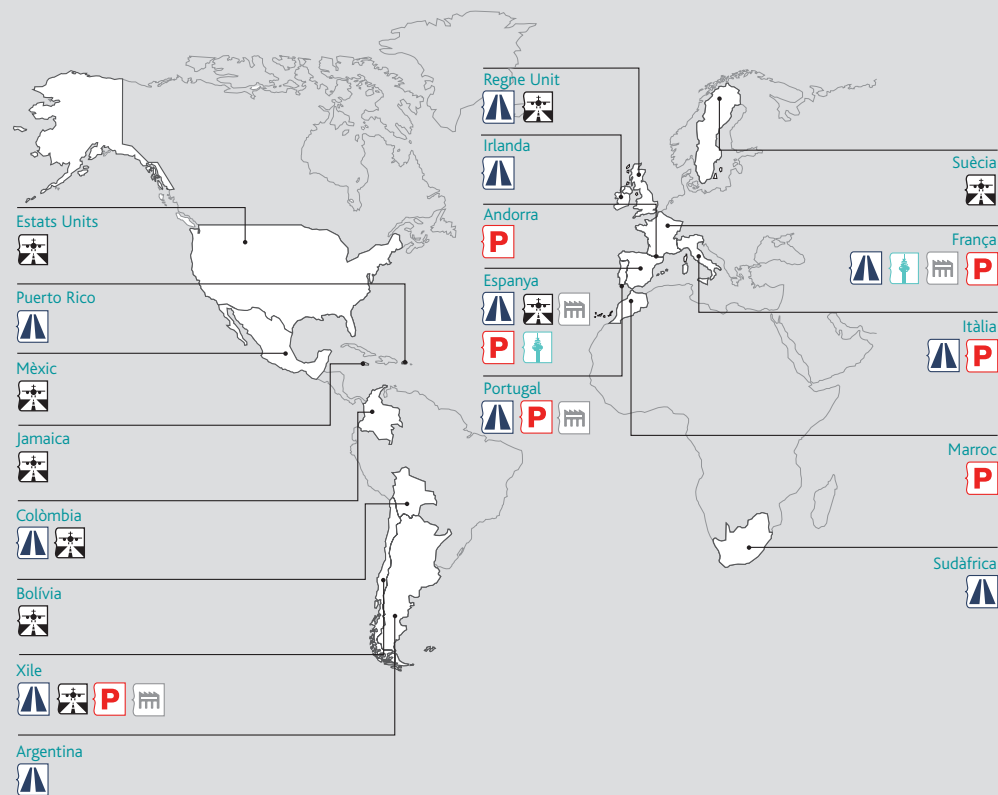 Estats Units
Puerto Rico
Mèxic
Jamaica
Colòmbia
Bolívia
Xile
P
Argentina
Regne Unit
Irlanda
Andorra
P
Espanya
P
Portugal
P
Suècia
França
P
Itàlia
P
Marroc
P
Sudàfrica